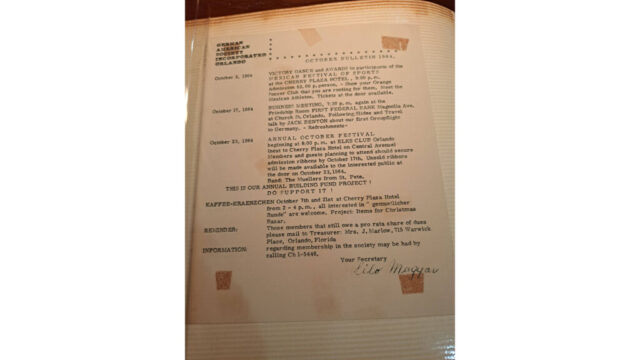 GERMAN
AMERICAN
SOCIETY
INCORPORATED
ORLANDO
OCTOBER BULLETIN 1964.
October 3, 1964 VICTORY DANCE and AWARDS to participants of the
MEXICAN FESTIVAL OF SPORTS
at the CHERRY PLAZA HOTEL, 9:00 p.m.
Admission $2.00 p. person, - Show your Orange
Soccer Club that you are rooting for them. Meet the
Mexican Athletes. Tickets at the door available.
October 17, 1964 BUSINESS MEETING, 7:30 p.m. again at the
Friendship Room FIRST FEDERAL BANK Magnolia Ave.
at Church St. Orlando. Following Slides and Travel
talk by JACK BENTON about our first Groupflight
to Germany. - Refreshments-
October 23, 1964 ANNUAL OCTOBER FESTIVAL
beginning at 8:00 p.m. at ELKS CLUB Orlando
(next to Cherry Plaza Hotel on Central Avenue)
Members and guests planning to attend should secure
admission ribbons by October 17th. Unsold ribbons
will be made available to the interested public at
the door on October 23, 1964.
Band: The Muellers from St. Pete.
THIS IS OUR ANNUAL BUILDING FUND PROJECT !
DO SUPPORT IT !
KAFFEE-KRAENZCHEN October 7th and 21st at Cherry Plaza Hotel
from 2 - 4 p.m., all interested in " gemuetlicher
Runde" are welcome. Project: Items for Christmas
Bazar.
REMINDER: Those members that still owe a pro rata share of dues
please mail to Treasurer: Mrs. J. Marlow, 715 Warwick
Place, Orlando, Florida
INFORMATION: regarding membership in the society may be had by
calling Ch 1-5448.
Your Secretary
Lilo Magyar